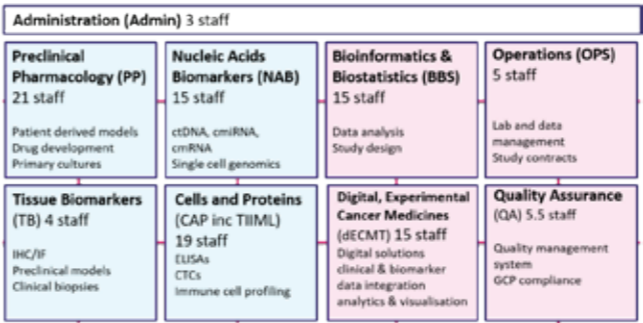 Administration (Admin) 3 staff
Preclinical
Pharmacology (PP)
21 staff
Patient derived models
Drug development
Primary cultures
Nucleic Acids
Biomarkers (NAB)
15 staff
ctDNA, cmiRNA,
cmRNA
Single cell genomics
Bioinformatics &
Biostatistics (BBS)
15 staff
Data analysis
Study design
Operations (OPS)
5 staff
Lab and data
management
Study contracts
Tissue Biomarkers
(TB) 4 staff
IHC/IF
Preclinical models
Clinical biopsies
Cells and Proteins
(CAP inc TIIML)
19 staff
ELISAs
CTCs
Immune cell profiling
Digital, Experimental
Cancer Medicines
(dECMT) 15 staff
Digital solutions
clinical & biomarker
data integration
analytics & visualisation
Quality Assurance
(QA) 5.5 staff
Quality management
system
GCP compliance